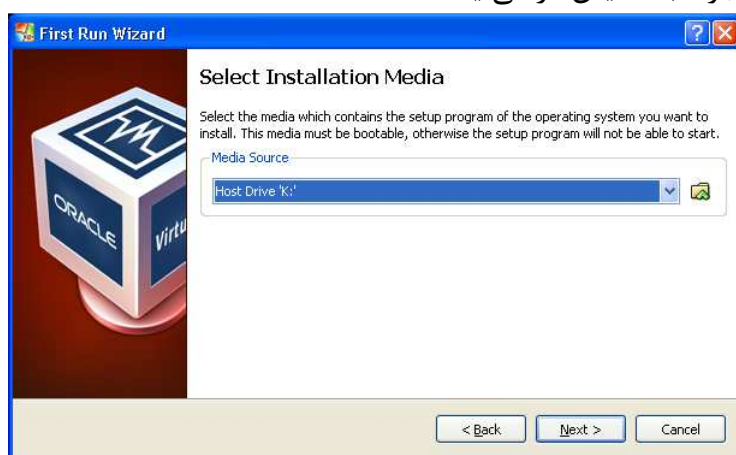 First Run Wizard
Select Installation Media
Select the media which contains the setup program of the operating system you want to
install. This media must be bootable, otherwise the setup program will not be able to start.
Media Source
Host Drive 'K:'
ORACLE
Virtu
< Back
Next >
Cancel